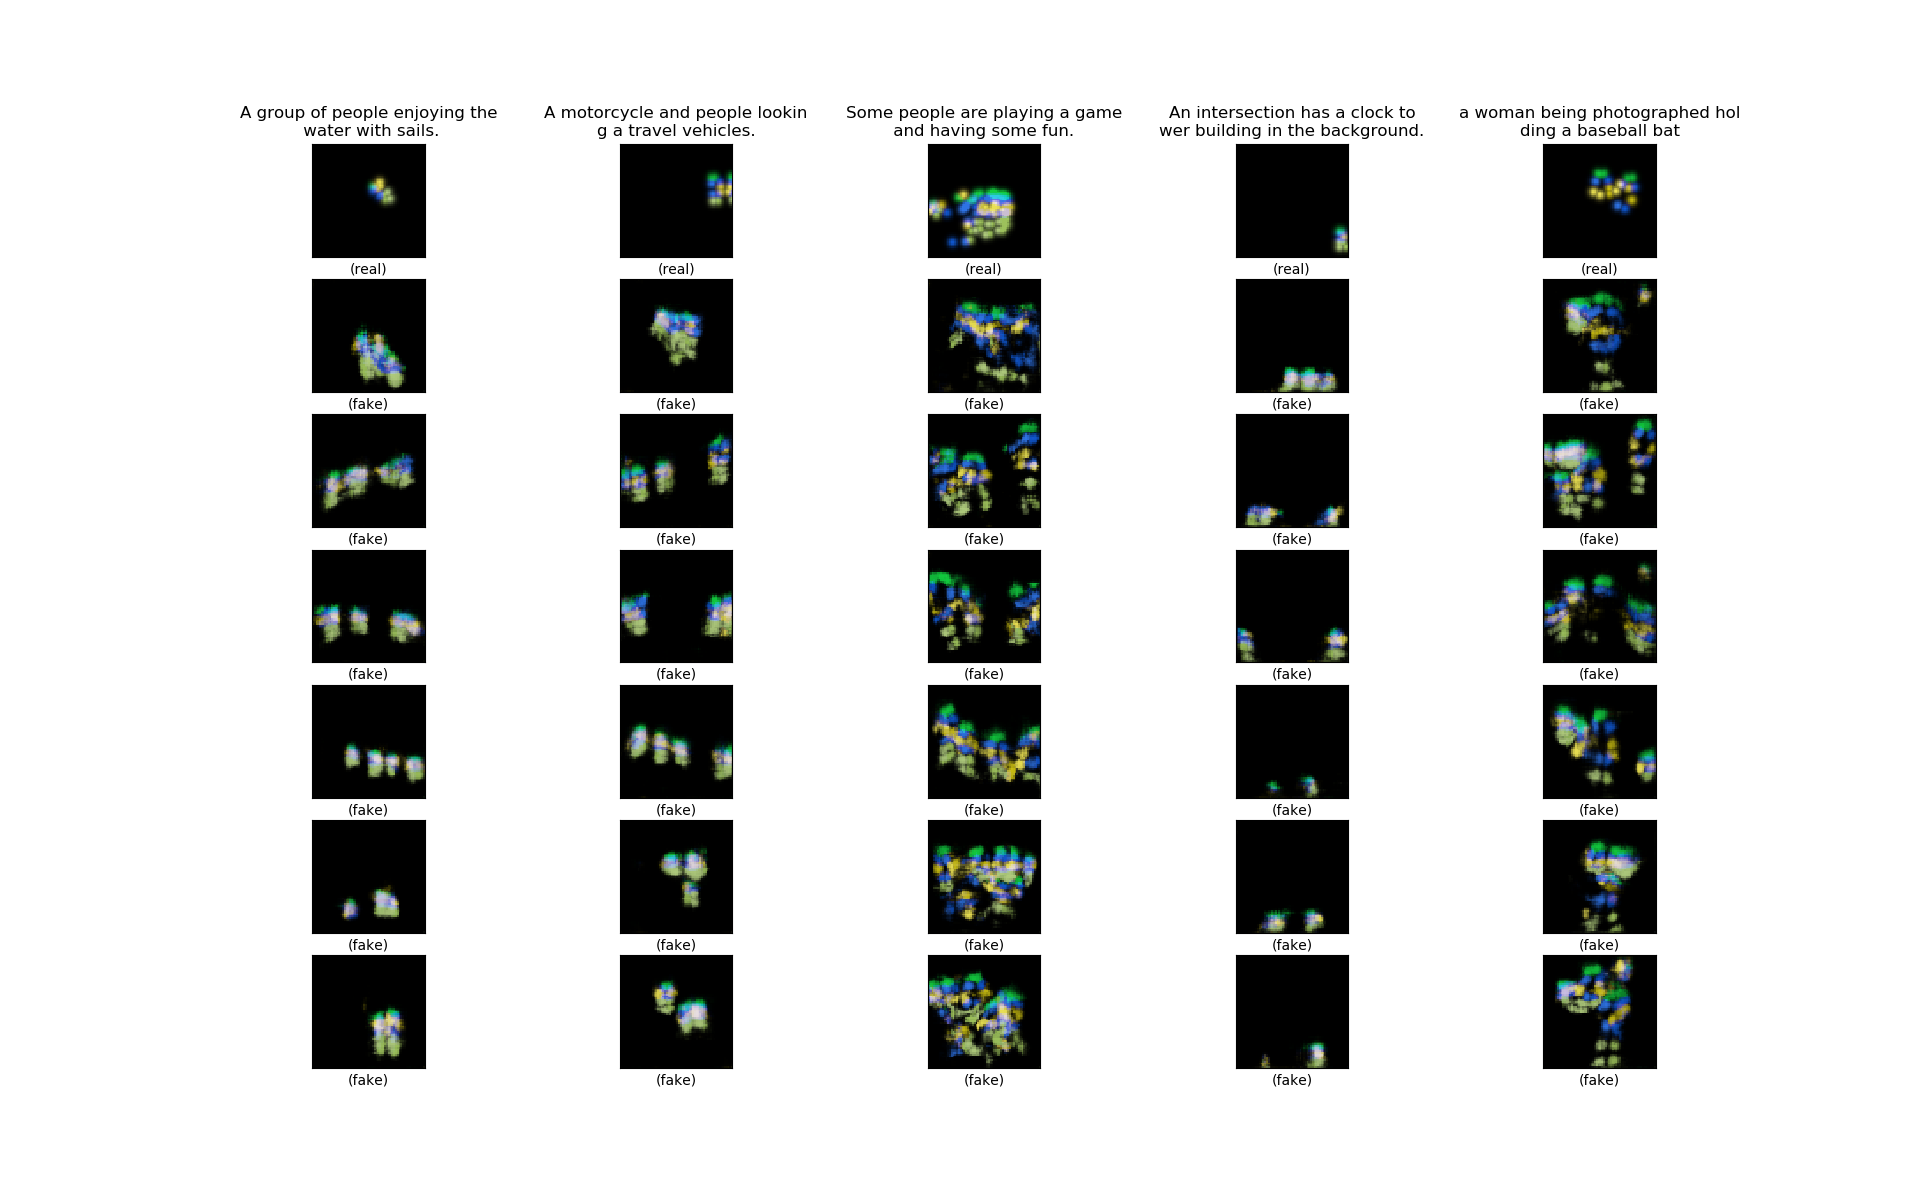 A group of people enjoying the
water with sails.
A motorcycle and people lookin
g a travel vehicles.
Some people are playing a game
and having some fun.
An intersection has a clock to
wer building in the background.
a woman being photographed hol
ding a baseball bat
(real) (real) (real) (real) (real)
(fake) (fake) (fake) (fake) (fake)
(fake) (fake) (fake) (fake) (fake)
(fake) (fake) (fake) (fake) (fake)
(fake) (fake) (fake) (fake) (fake)
(fake) (fake) (fake) (fake) (fake)
(fake) (fake) (fake) (fake) (fake)